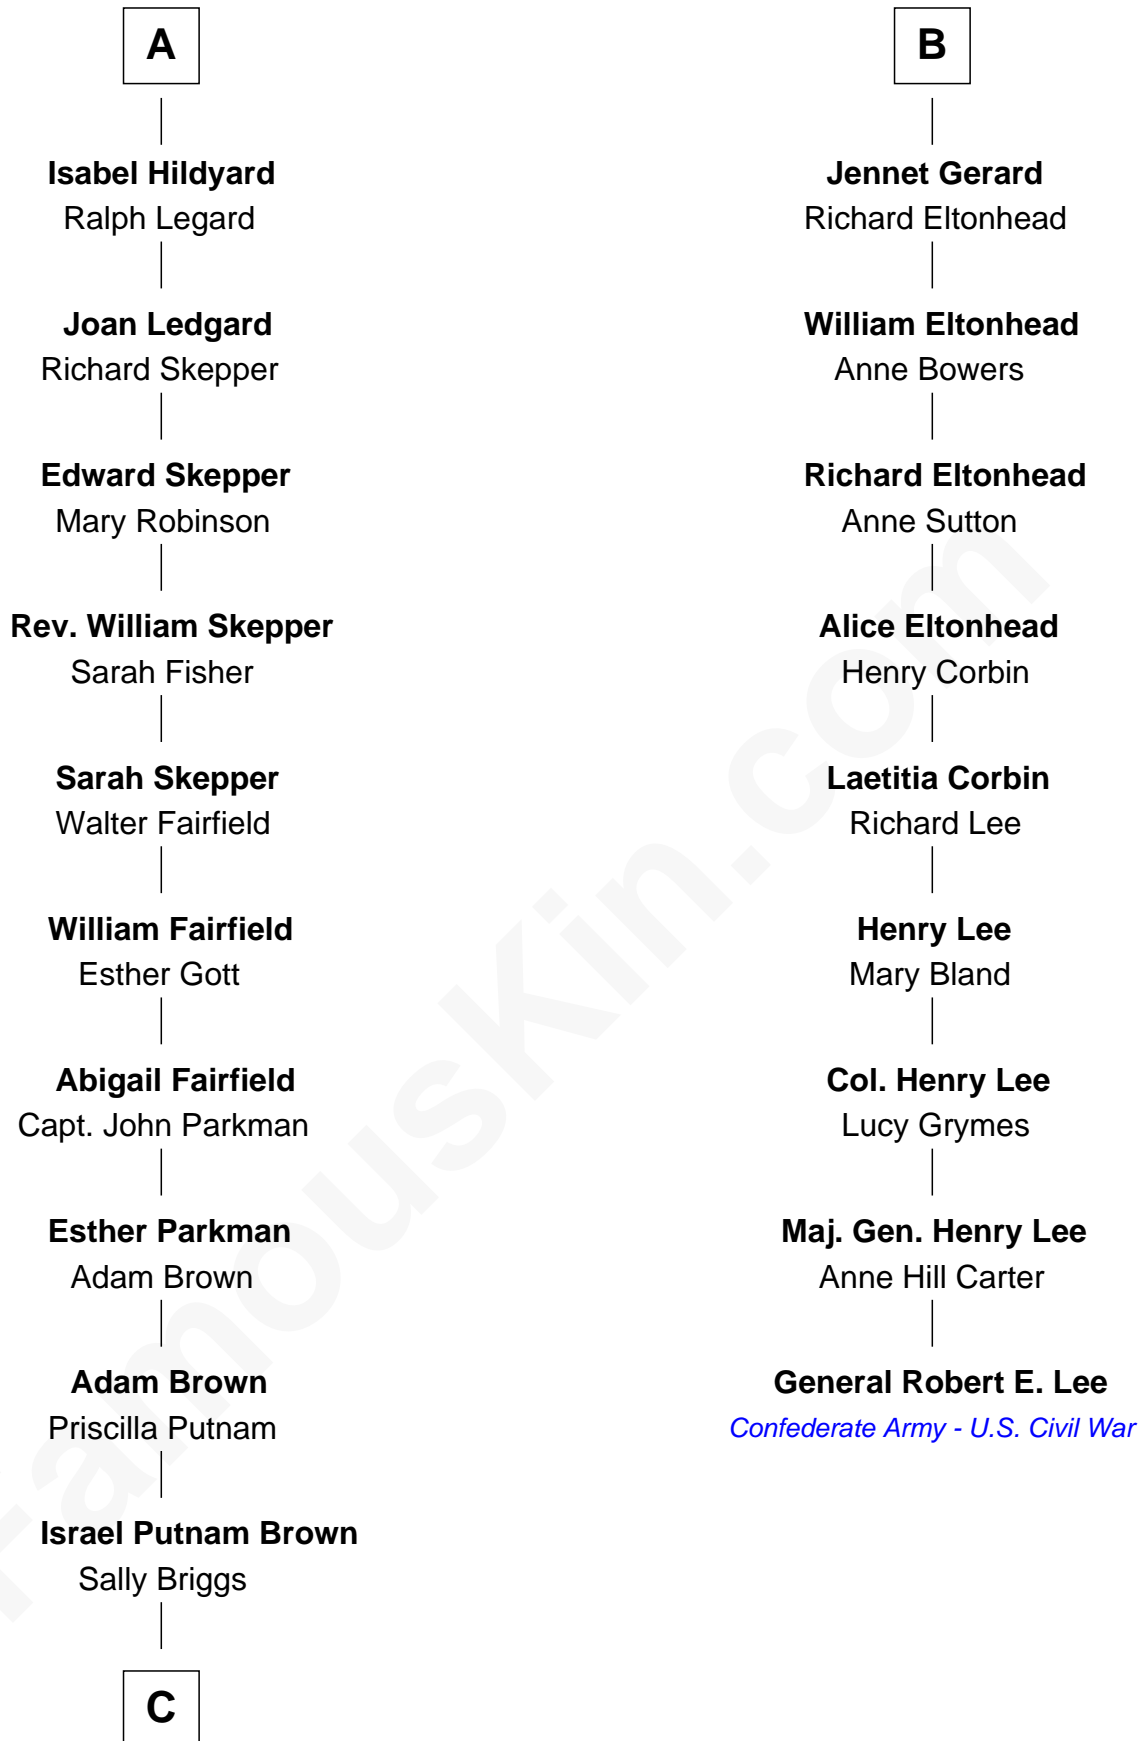 A
Isabel Hildyard
Ralph Legard
Joan Ledgard
Richard Skepper
Edward Skepper
Mary Robinson
Rev. William Skepper
Sarah Fisher
Sarah Skepper
Walter Fairfield
William Fairfield
Esther Gott
Abigail Fairfield
Capt. John Parkman
Esther Parkman
Adam Brown
Adam Brown
Priscilla Putnam
Israel Putnam Brown
Sally Briggs
C
B
Jennet Gerard
Richard Eltonhead
William Eltonhead
Anne Bowers
Richard Eltonhead
Anne Sutton
Alice Eltonhead
Henry Corbin
Laetitia Corbin
Richard Lee
Henry Lee
Mary Bland
Col. Henry Lee
Lucy Grymes
Maj. Gen. Henry Lee
Anne Hill Carter
General Robert E. Lee
Confederate Army - U.S. Civil War
FamousKin.com